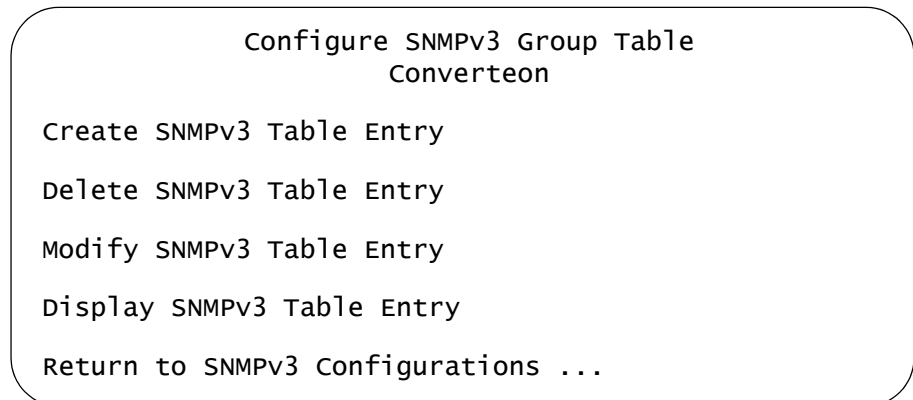 Configure SNMPv3 Group Table
Converteon
Create SNMPv3 Table Entry
Delete SNMPv3 Table Entry
Modify SNMPv3 Table Entry
Display SNMPv3 Table Entry
Return to SNMPv3 Configurations ...